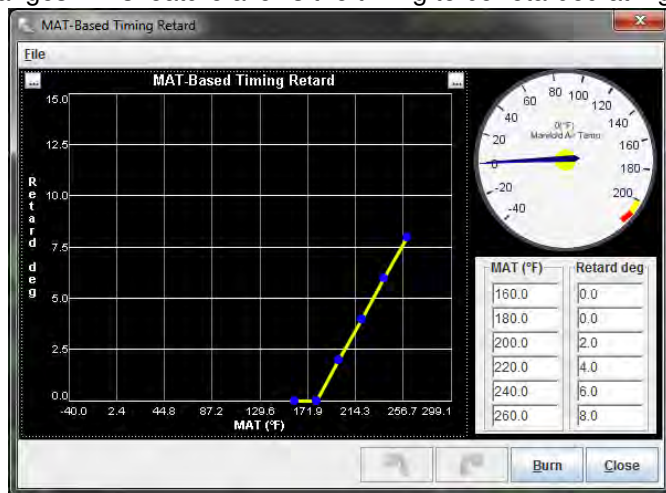 MAT-Based Timing Retard
File
... MAT-Based Timing Retard ...
15.0
12.5
10.0
7.5
5.0
2.5
0.0
Retard deg
-40.0 2.4 44.8 87.2 129.6 171.9 214.3 256.7 299.1
MAT (°F)
-40 -20 0 20 40 60 80 100 120 140 160 180 200
0(°F)
Manifold Air Temp
MAT (°F) Retard deg
160.0 0.0
180.0 0.0
200.0 2.0
220.0 4.0
240.0 6.0
260.0 8.0
Burn Close